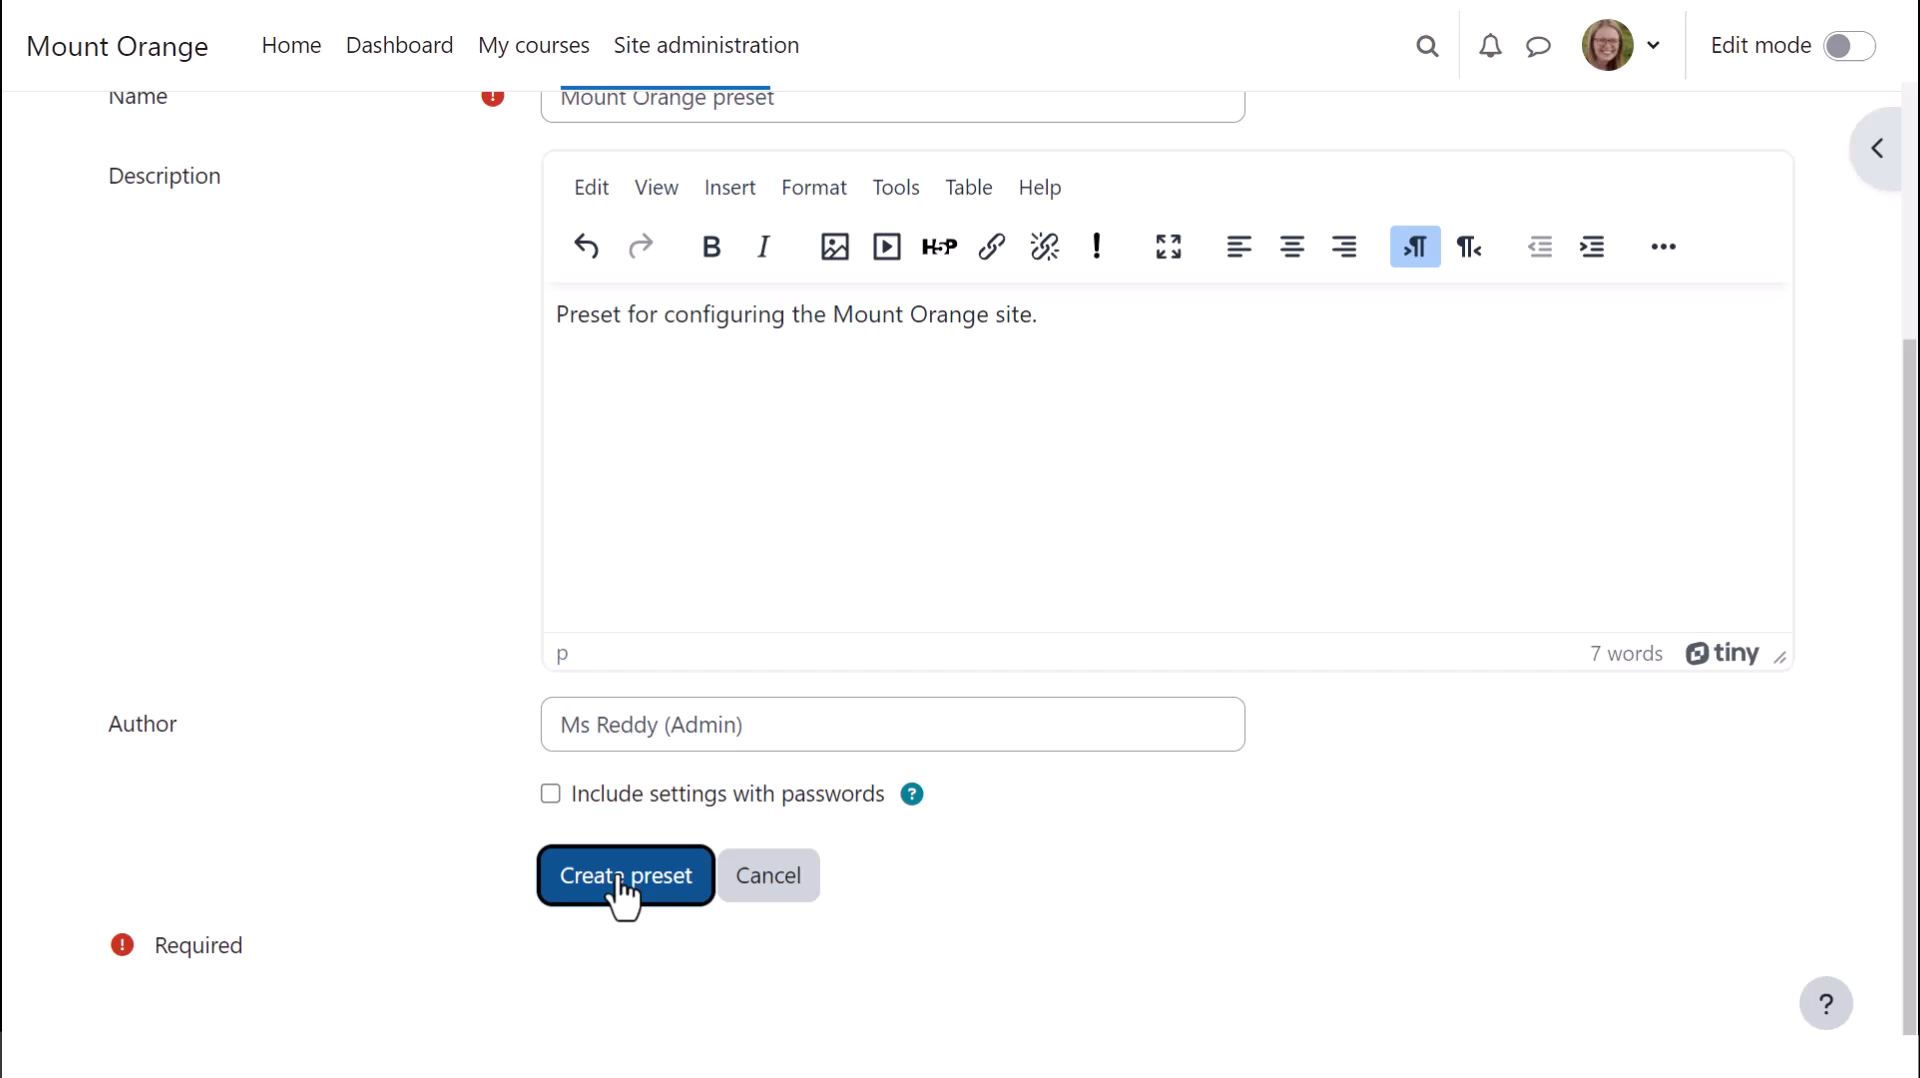 Mount Orange Home Dashboard My courses Site administration Edit mode
Name Mount Orange preset
Description
Edit View Insert Format Tools Table Help
B I H5P ! ...
Preset for configuring the Mount Orange site.
p 7 words tiny
Author Ms Reddy (Admin)
Include settings with passwords ?
Create preset Cancel
! Required
?